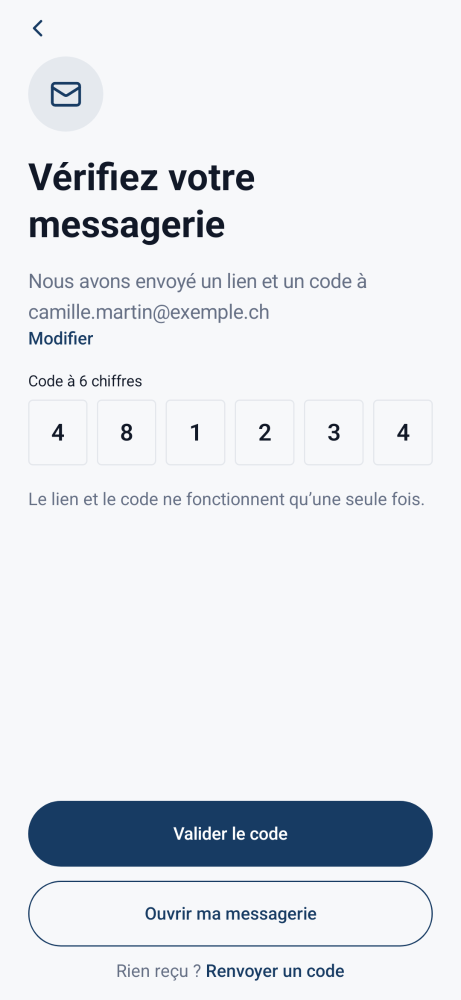 Vérifiez votre
messagerie
Nous avons envoyé un lien et un code à
camille.martin@exemple.ch
Modifier
Code à 6 chiffres
4 8 1 2 3 4
Le lien et le code ne fonctionnent qu’une seule fois.
Valider le code
Ouvrir ma messagerie
Rien reçu ? Renvoyer un code